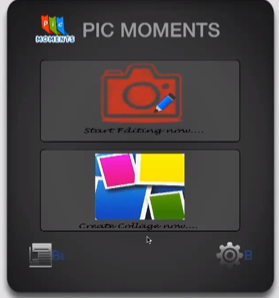 PIC
MOMENTS
PIC MOMENTS
Start Editing now....
Create Collage now....
B